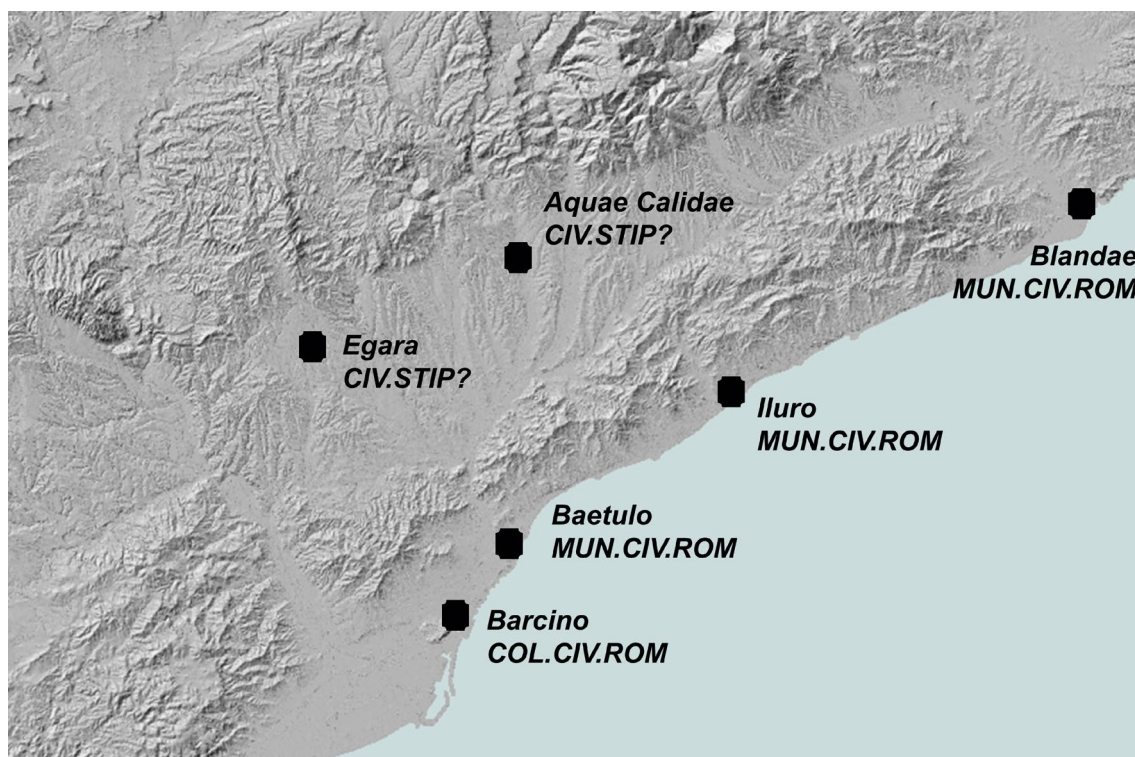 Aquae Calidae
CIV.STIP?
Blandae
MUN.CIV.ROM
Egara
CIV.STIP?
Iluro
MUN.CIV.ROM
Baetulo
MUN.CIV.ROM
Barcino
COL.CIV.ROM